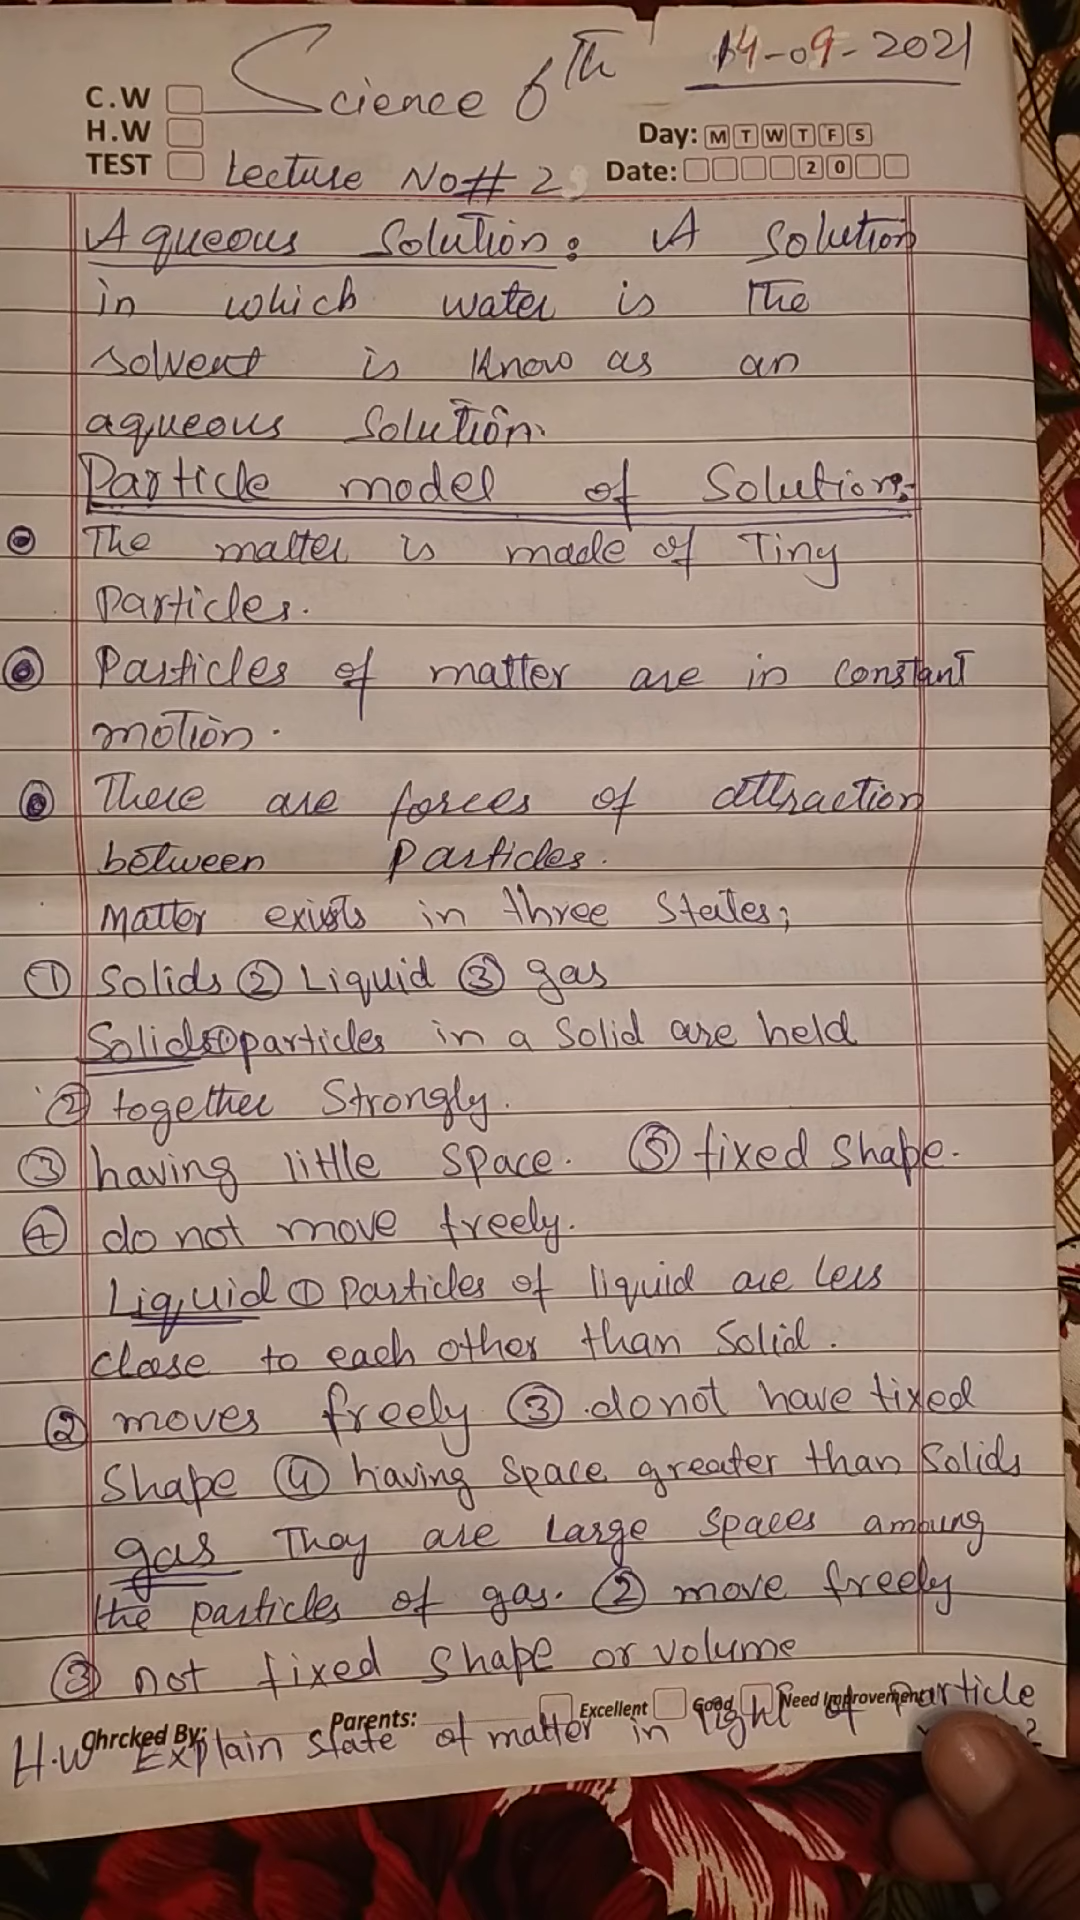 Science 6th 14-09-2021
C.W
H.W
TEST
Day: M T W T F S
Lecture No# 2
Date: 2 0
Aqueous Solution: A Solution
in which water is the
solvent is Know as an
aqueous Solution.
Particle model of Solution:-
The matter is made of Tiny
Particles.
Particles of matter are in constant
motion.
There are forces of attraction
between Particles.
Matter exists in three States;
① Solids ② Liquid ③ gas
Solids ① particles in a Solid are held
② together Strongly.
③ having little space. ⑤ fixed shape.
④ do not move freely.
Liquid ① Particles of liquid are less
close to each other than Solid.
② moves freely ③ do not have fixed
Shape ④ having space greater than Solids
gas They are large spaces amoung
the particles of gas. ② move freely
③ not fixed shape or volume
Excellent Good Need Improvement
Ghrcked By: Parents:
H.W Explain state of matter in light of particle